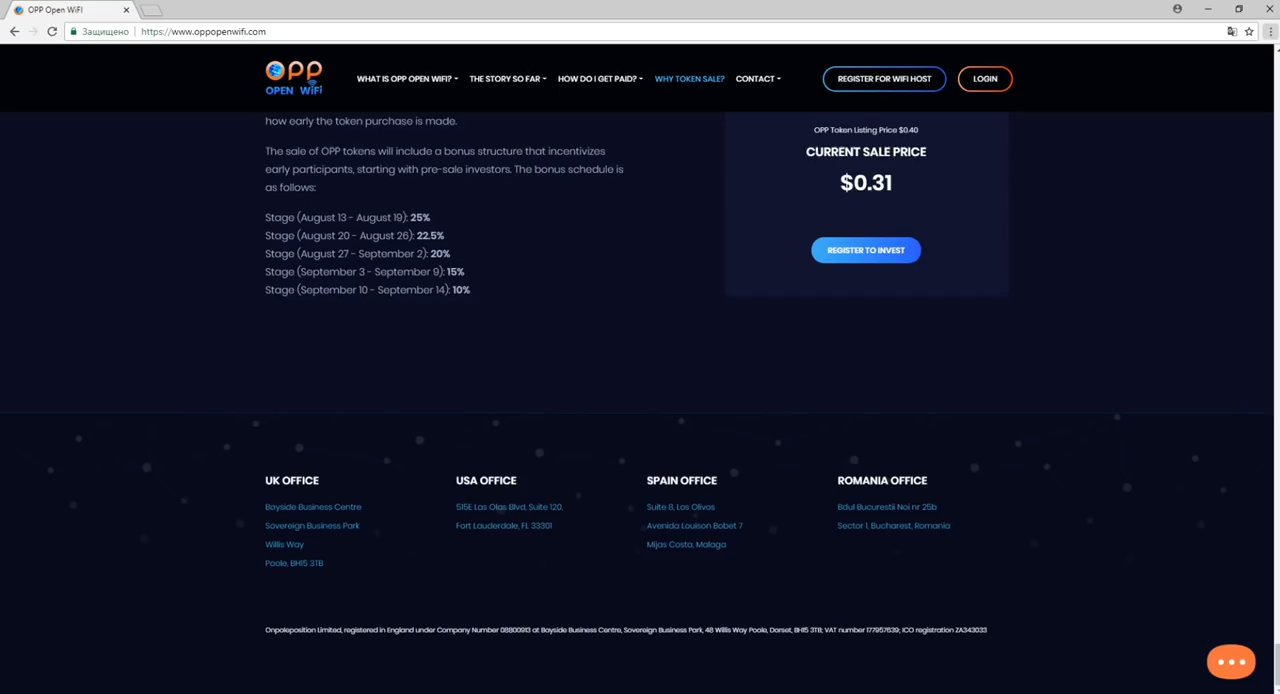 OPP Open WiFi
Защищено
https://www.oppopenwifi.com
OPP
OPEN WiFi
WHAT IS OPP OPEN WIFI?
THE STORY SO FAR
HOW DO I GET PAID?
WHY TOKEN SALE?
CONTACT
REGISTER FOR WIFI HOST
LOGIN
how early the token purchase is made.
The sale of OPP tokens will include a bonus structure that incentivizes
early participants, starting with pre-sale investors. The bonus schedule is
as follows:
Stage (August 13 - August 19): 25%
Stage (August 20 - August 26): 22.5%
Stage (August 27 - September 2): 20%
Stage (September 3 - September 9): 15%
Stage (September 10 - September 14): 10%
OPP Token Listing Price $0.40
CURRENT SALE PRICE
$0.31
REGISTER TO INVEST
UK OFFICE
Bayside Business Centre
Sovereign Business Park
Willis Way
Poole, BH15 3TB
USA OFFICE
515E Las Olas Blvd, Suite 120,
Fort Lauderdale, FL 33301
SPAIN OFFICE
Suite 8, Los Olivos
Avenida Louison Bobet 7
Mijas Costa, Malaga
ROMANIA OFFICE
Bdul Bucurestii Noi nr 25b
Sector 1, Bucharest, Romania
Onpoleposition Limited, registered in England under Company Number 08800913 at Bayside Business Centre, Sovereign Business Park, 48 Willis Way Poole, Dorset, BH15 3TB; VAT number 177957639; ICO registration ZA343033